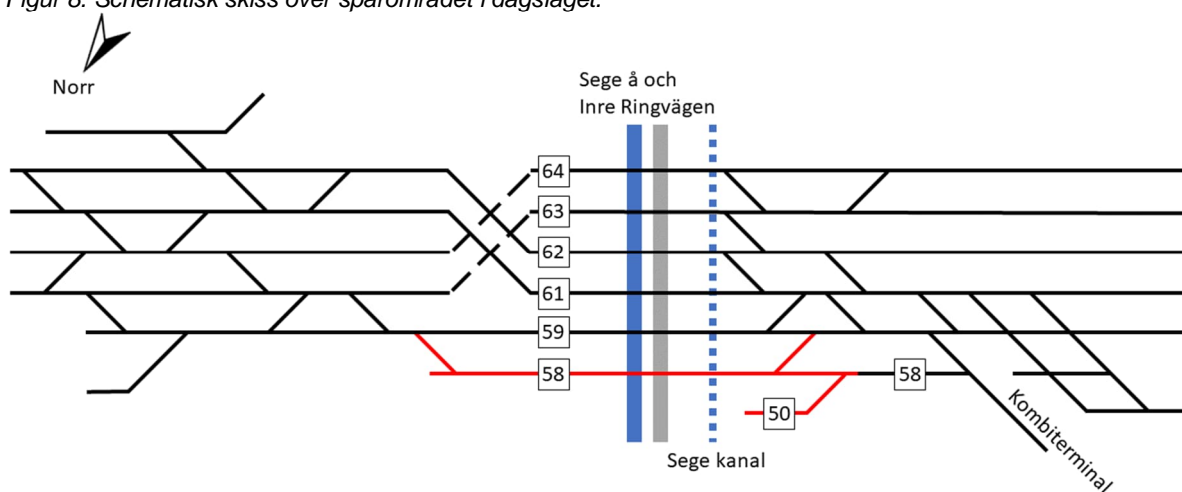 Figur 8. Schematisk skiss över spårområdet i dagsläget.
Norr
Sege å och
Inre Ringvägen
64
63
62
61
59
58
58
50
Kombiterminal
Sege kanal